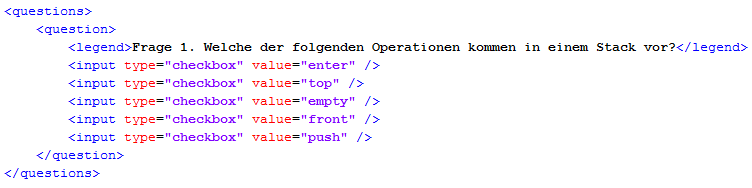 <questions>
<question>
<legend>Frage 1. Welche der folgenden Operationen kommen in einem Stack vor?</legend>
<input type="checkbox" value="enter" />
<input type="checkbox" value="top" />
<input type="checkbox" value="empty" />
<input type="checkbox" value="front" />
<input type="checkbox" value="push" />
</question>
</questions>